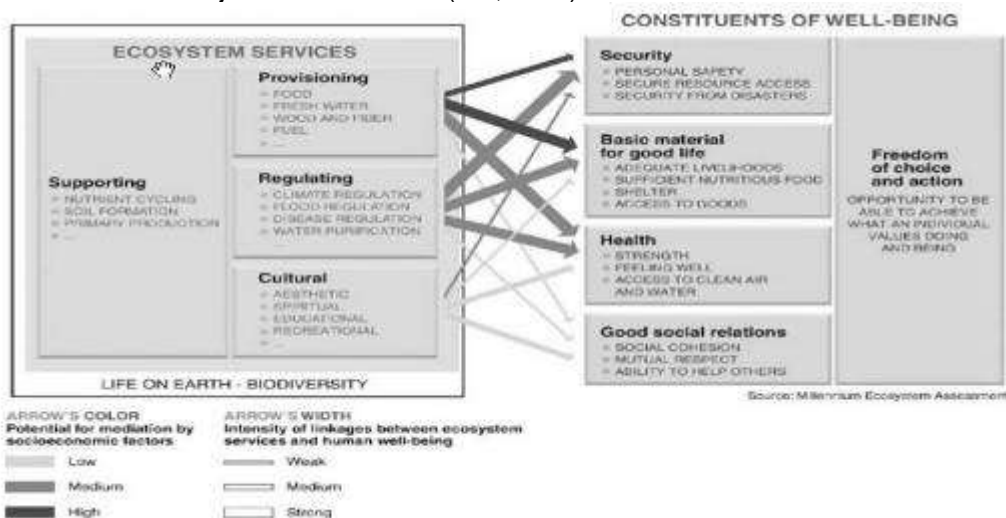 CONSTITUENTS OF WELL-BEING
ECOSYSTEM SERVICES
Supporting
NUTRIENT CYCLING
SOIL FORMATION
PRIMARY PRODUCTION
...
Provisioning
FOOD
FRESH WATER
WOOD AND FIBER
FUEL
...
Regulating
CLIMATE REGULATION
FLOOD REGULATION
DISEASE REGULATION
WATER PURIFICATION
...
Cultural
AESTHETIC
SPIRITUAL
EDUCATIONAL
RECREATIONAL
...
LIFE ON EARTH - BIODIVERSITY
Security
PERSONAL SAFETY
SECURE RESOURCE ACCESS
SECURITY FROM DISASTERS
Basic material
for good life
ADEQUATE LIVELIHOODS
SUFFICIENT NUTRITIOUS FOOD
SHELTER
ACCESS TO GOODS
Health
STRENGTH
FEELING WELL
ACCESS TO CLEAN AIR
AND WATER
Good social relations
SOCIAL COHESION
MUTUAL RESPECT
ABILITY TO HELP OTHERS
Freedom
of choice
and action
OPPORTUNITY TO BE
ABLE TO ACHIEVE
WHAT AN INDIVIDUAL
VALUES DOING
AND BEING
Source: Millennium Ecosystem Assessment
ARROW'S COLOR
Potential for mediation by
socioeconomic factors
Low
Medium
High
ARROW'S WIDTH
Intensity of linkages between ecosystem
services and human well-being
Weak
Medium
Strong